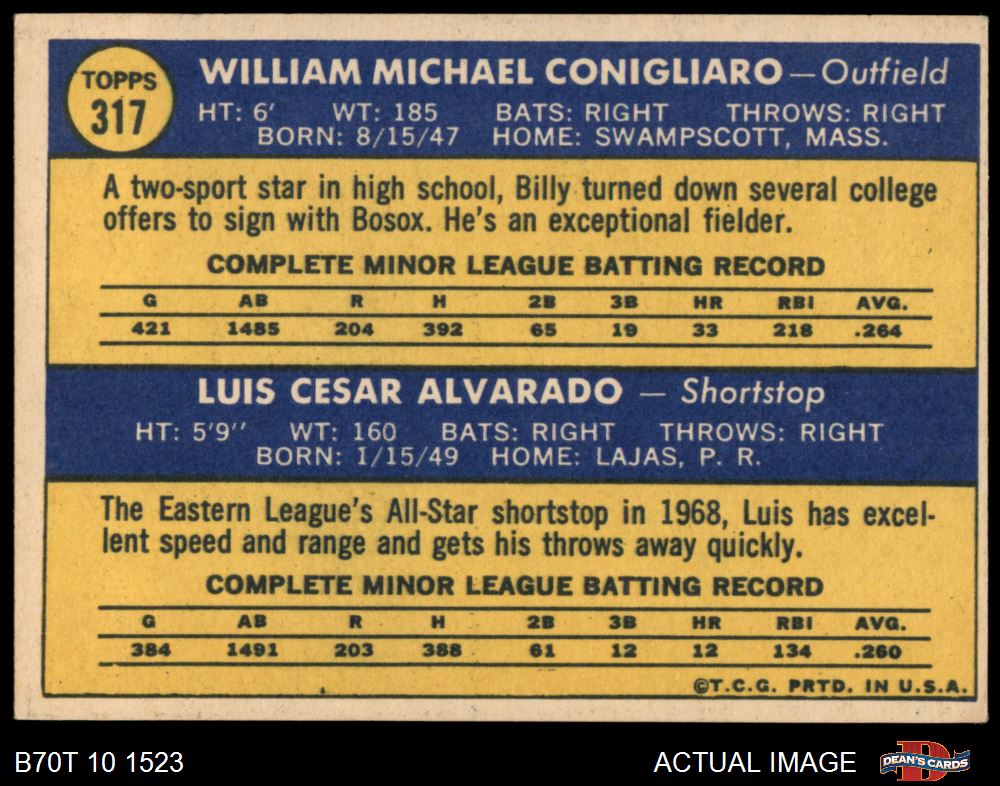 TOPPS
317
WILLIAM MICHAEL CONIGLIARO — Outfield
HT: 6' WT: 185 BATS: RIGHT THROWS: RIGHT
BORN: 8/15/47 HOME: SWAMPSCOTT, MASS.
A two-sport star in high school, Billy turned down several college
offers to sign with Bosox. He's an exceptional fielder.
COMPLETE MINOR LEAGUE BATTING RECORD
G AB R H 2B 3B HR RBI AVG.
421 1485 204 392 65 19 33 218 .264
LUIS CESAR ALVARADO — Shortstop
HT: 5'9" WT: 160 BATS: RIGHT THROWS: RIGHT
BORN: 1/15/49 HOME: LAJAS, P. R.
The Eastern League's All-Star shortstop in 1968, Luis has excel-
lent speed and range and gets his throws away quickly.
COMPLETE MINOR LEAGUE BATTING RECORD
G AB R H 2B 3B HR RBI AVG.
384 1491 203 388 61 12 12 134 .260
©T.C.G. PRTD. IN U.S.A.
B70T 10 1523
ACTUAL IMAGE
D
DEAN'S CARDS